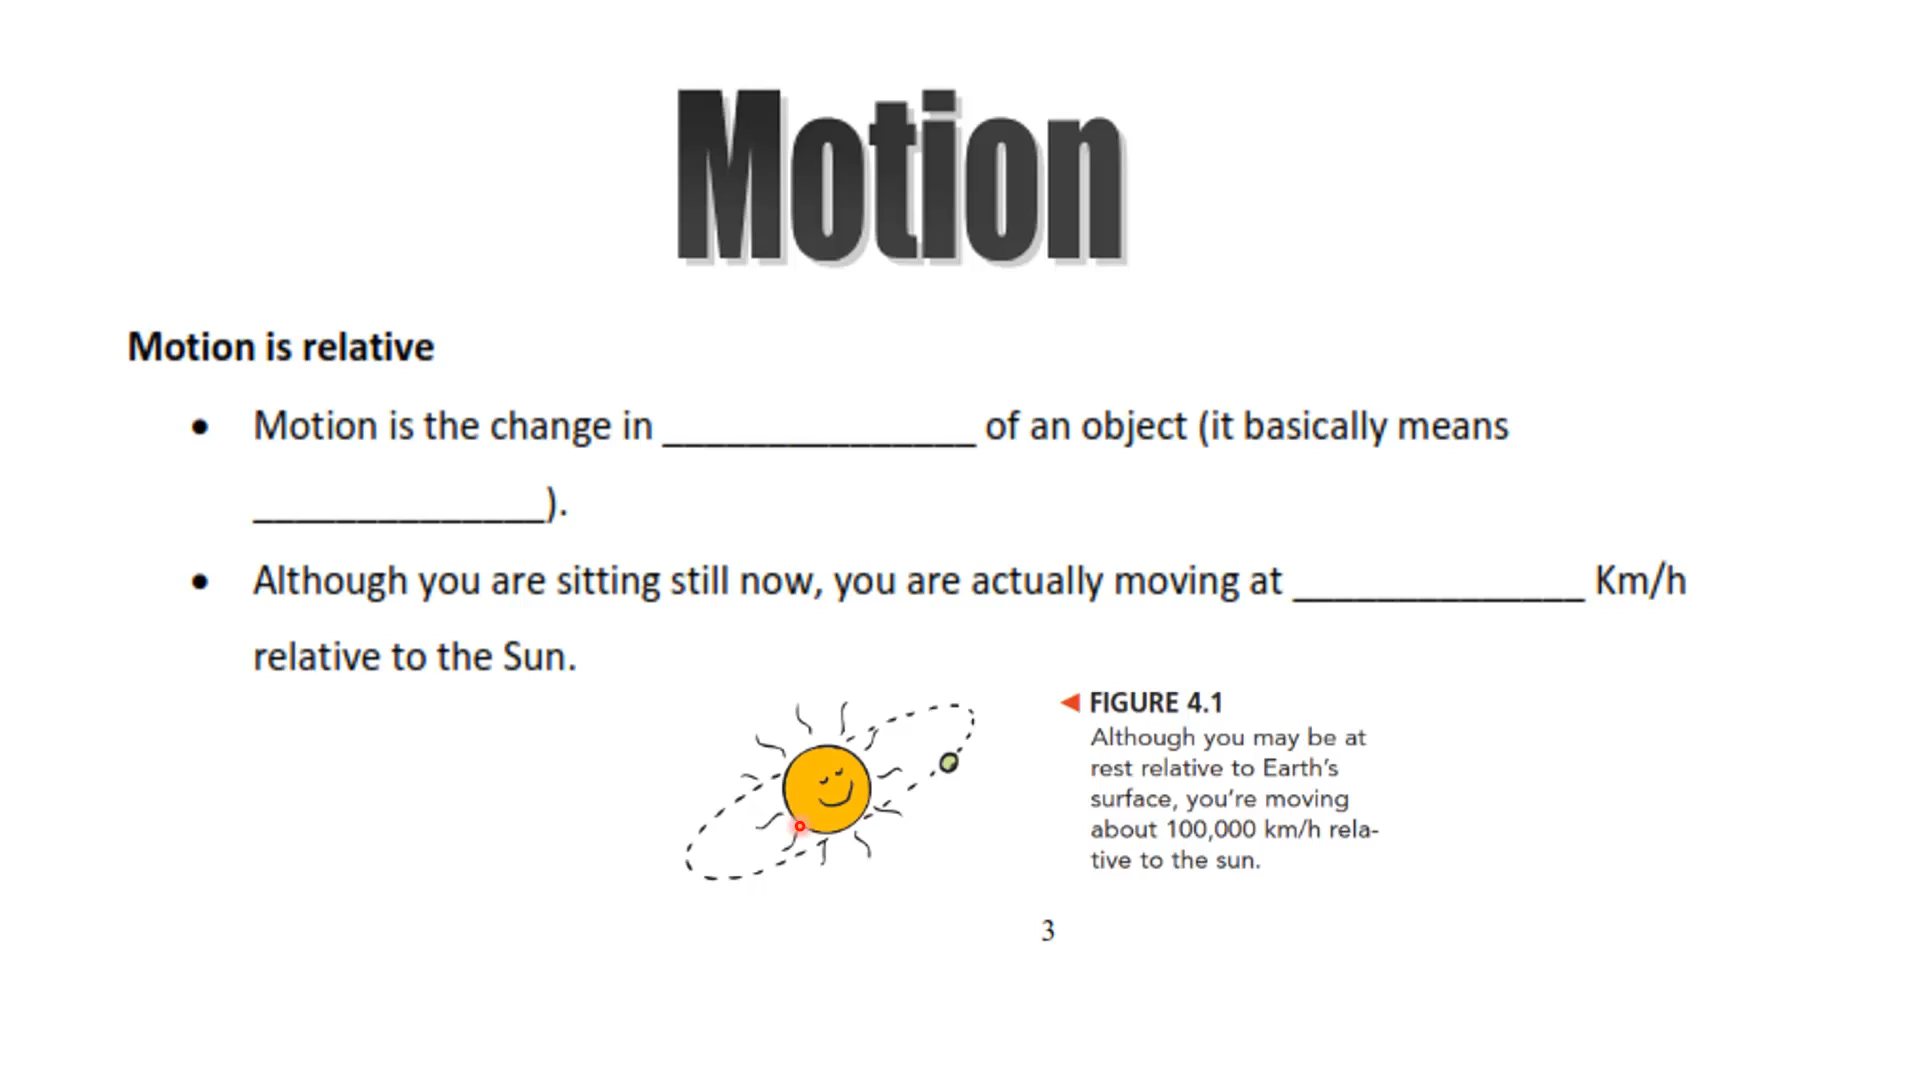 Motion
Motion is relative
• Motion is the change in _______________ of an object (it basically means
______________).
• Although you are sitting still now, you are actually moving at ______________ Km/h
relative to the Sun.
◀ FIGURE 4.1
Although you may be at
rest relative to Earth's
surface, you're moving
about 100,000 km/h rela-
tive to the sun.
3